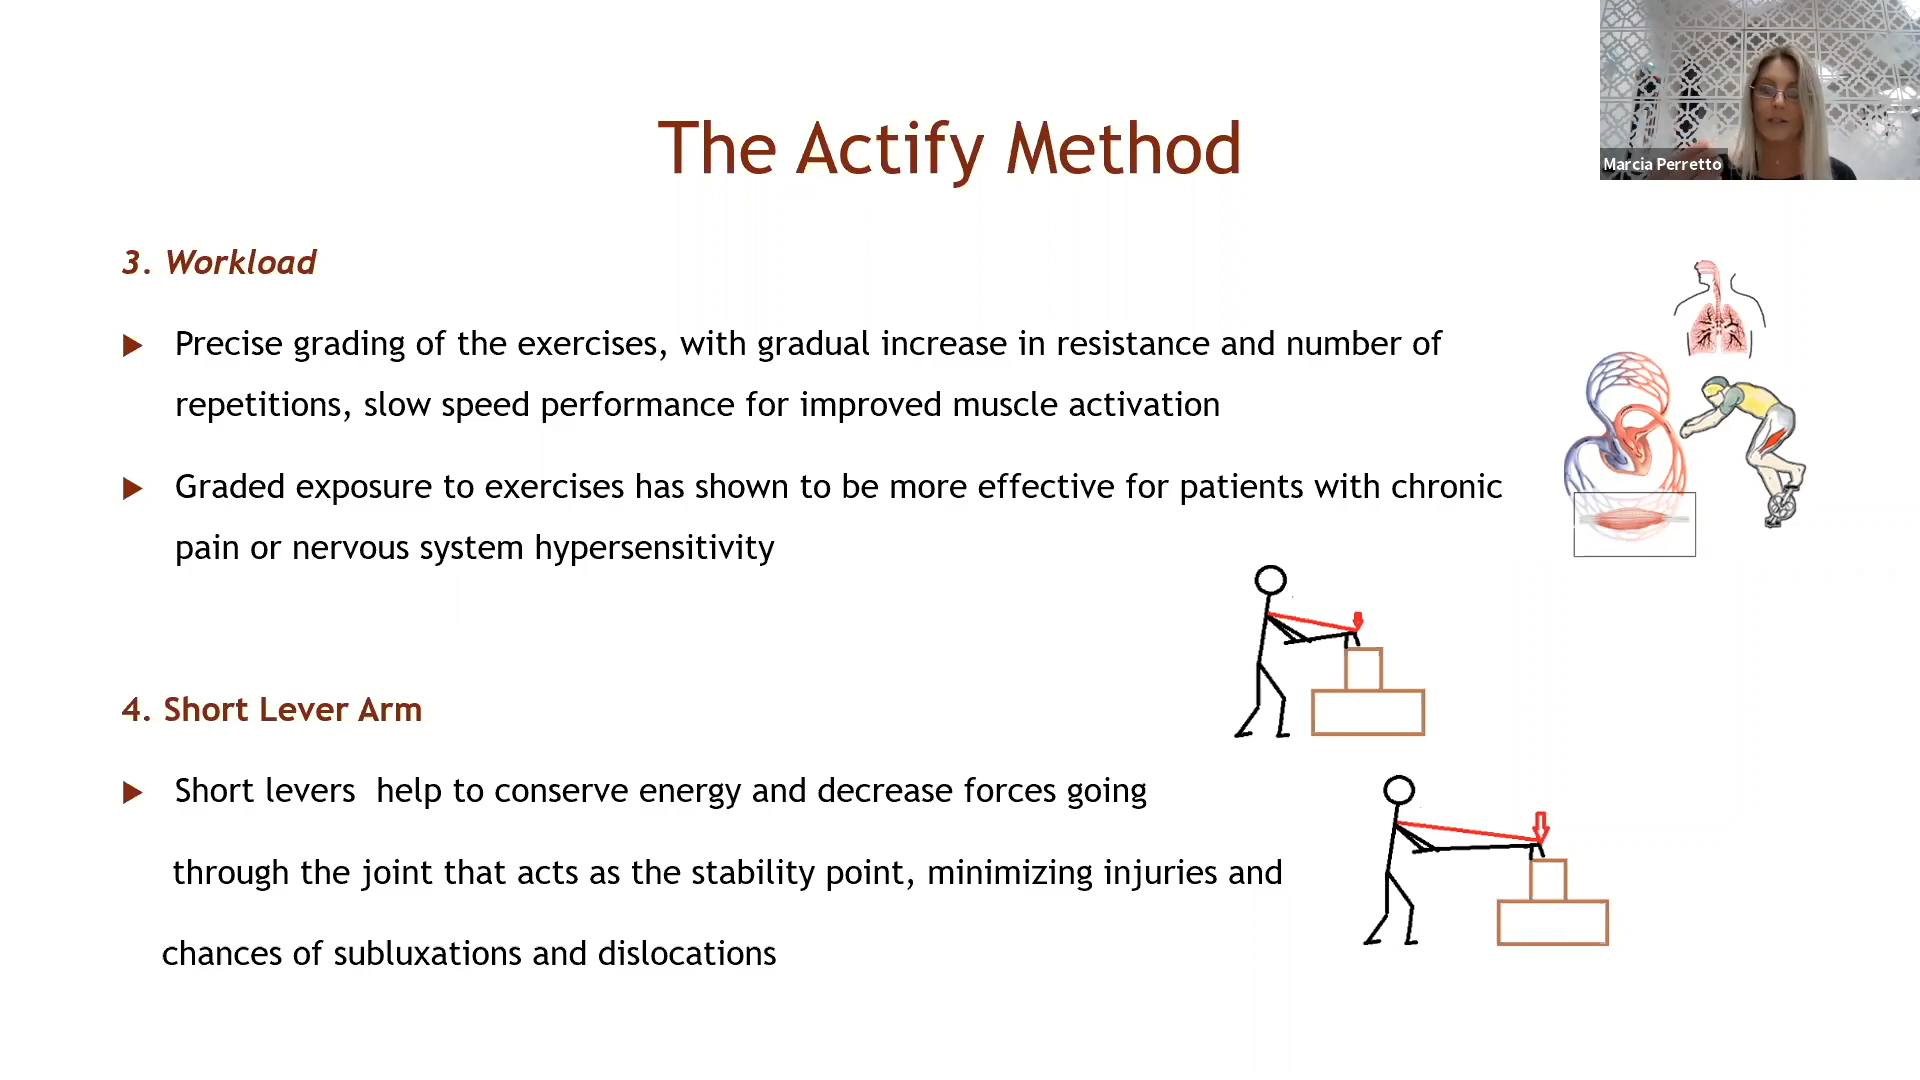 The Actify Method
Marcia Perretto
3. Workload
Precise grading of the exercises, with gradual increase in resistance and number of
repetitions, slow speed performance for improved muscle activation
Graded exposure to exercises has shown to be more effective for patients with chronic
pain or nervous system hypersensitivity
4. Short Lever Arm
Short levers  help to conserve energy and decrease forces going
through the joint that acts as the stability point, minimizing injuries and
chances of subluxations and dislocations